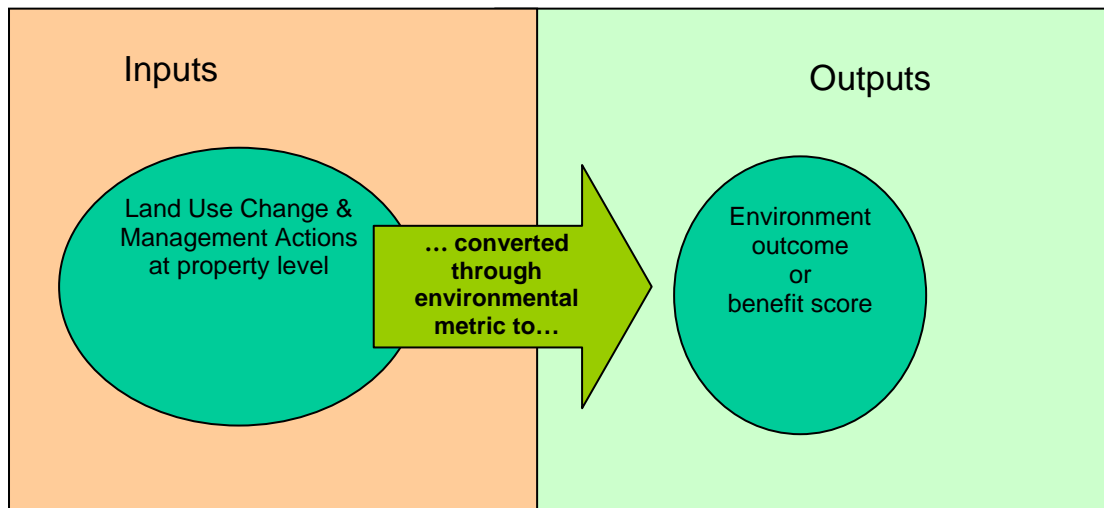 Inputs
Outputs
Land Use Change &
Management Actions
at property level
… converted
through
environmental
metric to…
Environment
outcome
or
benefit score